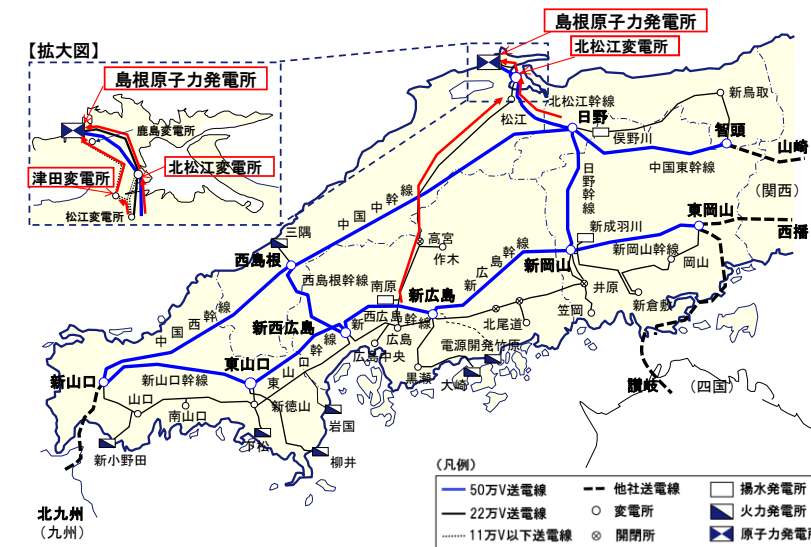 島根原子力発電所
北松江変電所
【拡大図】
島根原子力発電所
鹿島変電所
北松江変電所
津田変電所
松江変電所
北松江幹線
松江
日野
俣野川
新鳥取
智頭
山崎
中国東幹線
（関西）
日野幹線
中国中幹線
東岡山
西播
新成羽川
新岡山幹線
岡山
新岡山
三隅
西島根
高宮
作木
西島根幹線
南原
新広島
新広島幹線
井原
新倉敷
笠岡
北尾道
中国西幹線
新西広島
新西広島幹線
広島
広島中央
電源開発竹原
黒瀬
大崎
讃岐
（四国）
新山口
新山口幹線
東山口
東山口幹線
山口
南山口
新徳山
岩国
下松
柳井
新小野田
北九州
（九州）
（凡例）
50万V送電線
他社送電線
揚水発電所
22万V送電線
変電所
火力発電所
11万V以下送電線
開閉所
原子力発電所